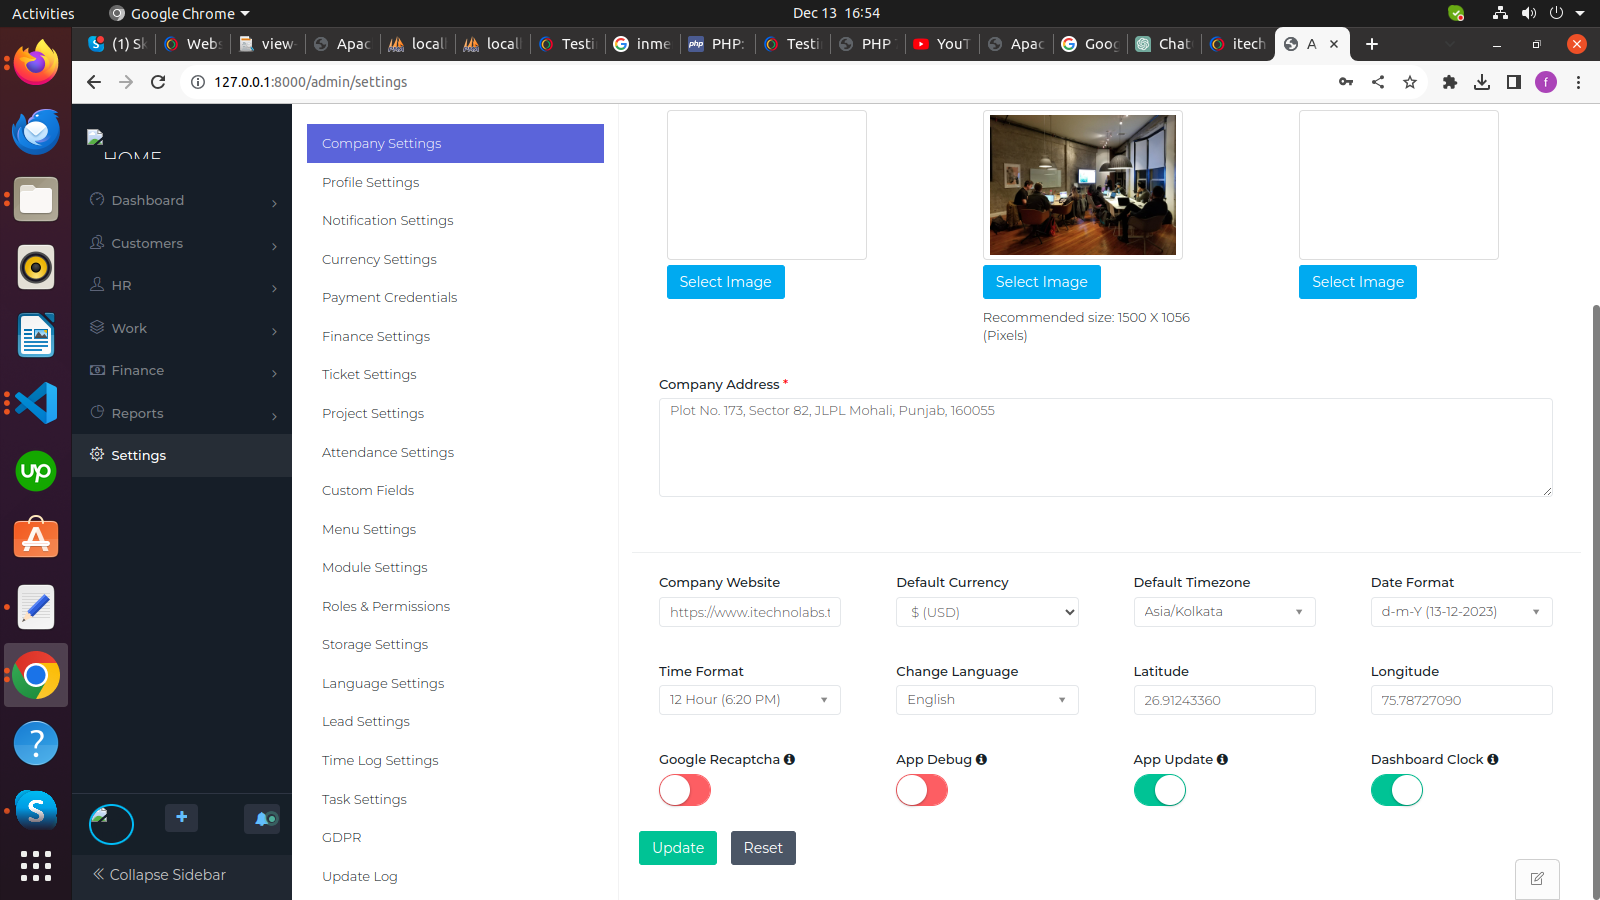 Activities
Google Chrome
Dec 13 16:54
(1) Sk
Webs
view-
Apac
locall
locall
Testin
inme
PHP:
Testin
PHP
YouT
Apac
Goog
Chat
itech
A
127.0.0.1:8000/admin/settings
f
HOME
Dashboard
Customers
HR
Work
Finance
Reports
Settings
Collapse Sidebar
Company Settings
Profile Settings
Notification Settings
Currency Settings
Payment Credentials
Finance Settings
Ticket Settings
Project Settings
Attendance Settings
Custom Fields
Menu Settings
Module Settings
Roles & Permissions
Storage Settings
Language Settings
Lead Settings
Time Log Settings
Task Settings
GDPR
Update Log
Select Image
Select Image
Select Image
Recommended size: 1500 X 1056
(Pixels)
Company Address *
Plot No. 173, Sector 82, JLPL Mohali, Punjab, 160055
Company Website
Default Currency
Default Timezone
Date Format
https://www.itechnolabs.t
$ (USD)
Asia/Kolkata
d-m-Y (13-12-2023)
Time Format
Change Language
Latitude
Longitude
12 Hour (6:20 PM)
English
26.91243360
75.78727090
Google Recaptcha
App Debug
App Update
Dashboard Clock
Update
Reset